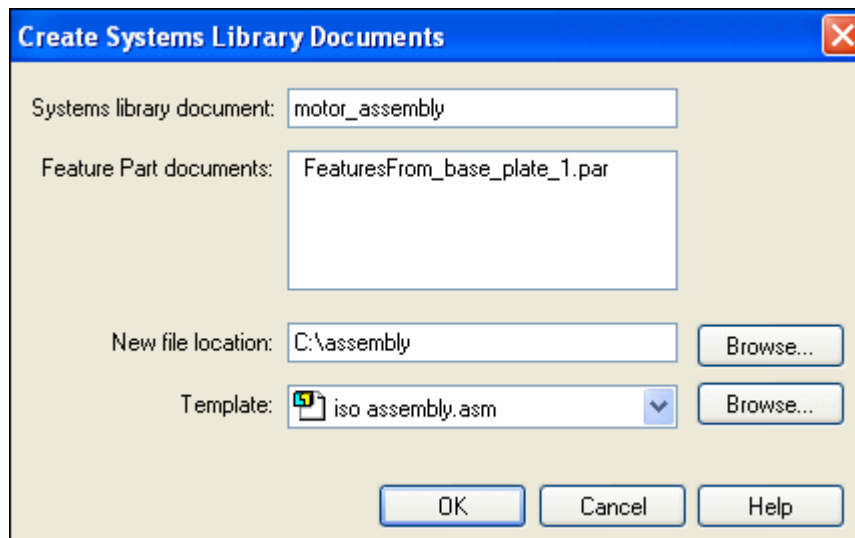 Create Systems Library Documents
Systems library document: motor_assembly
Feature Part documents: FeaturesFrom_base_plate_1.par
New file location: C:\assembly Browse...
Template: iso assembly.asm Browse...
OK Cancel Help